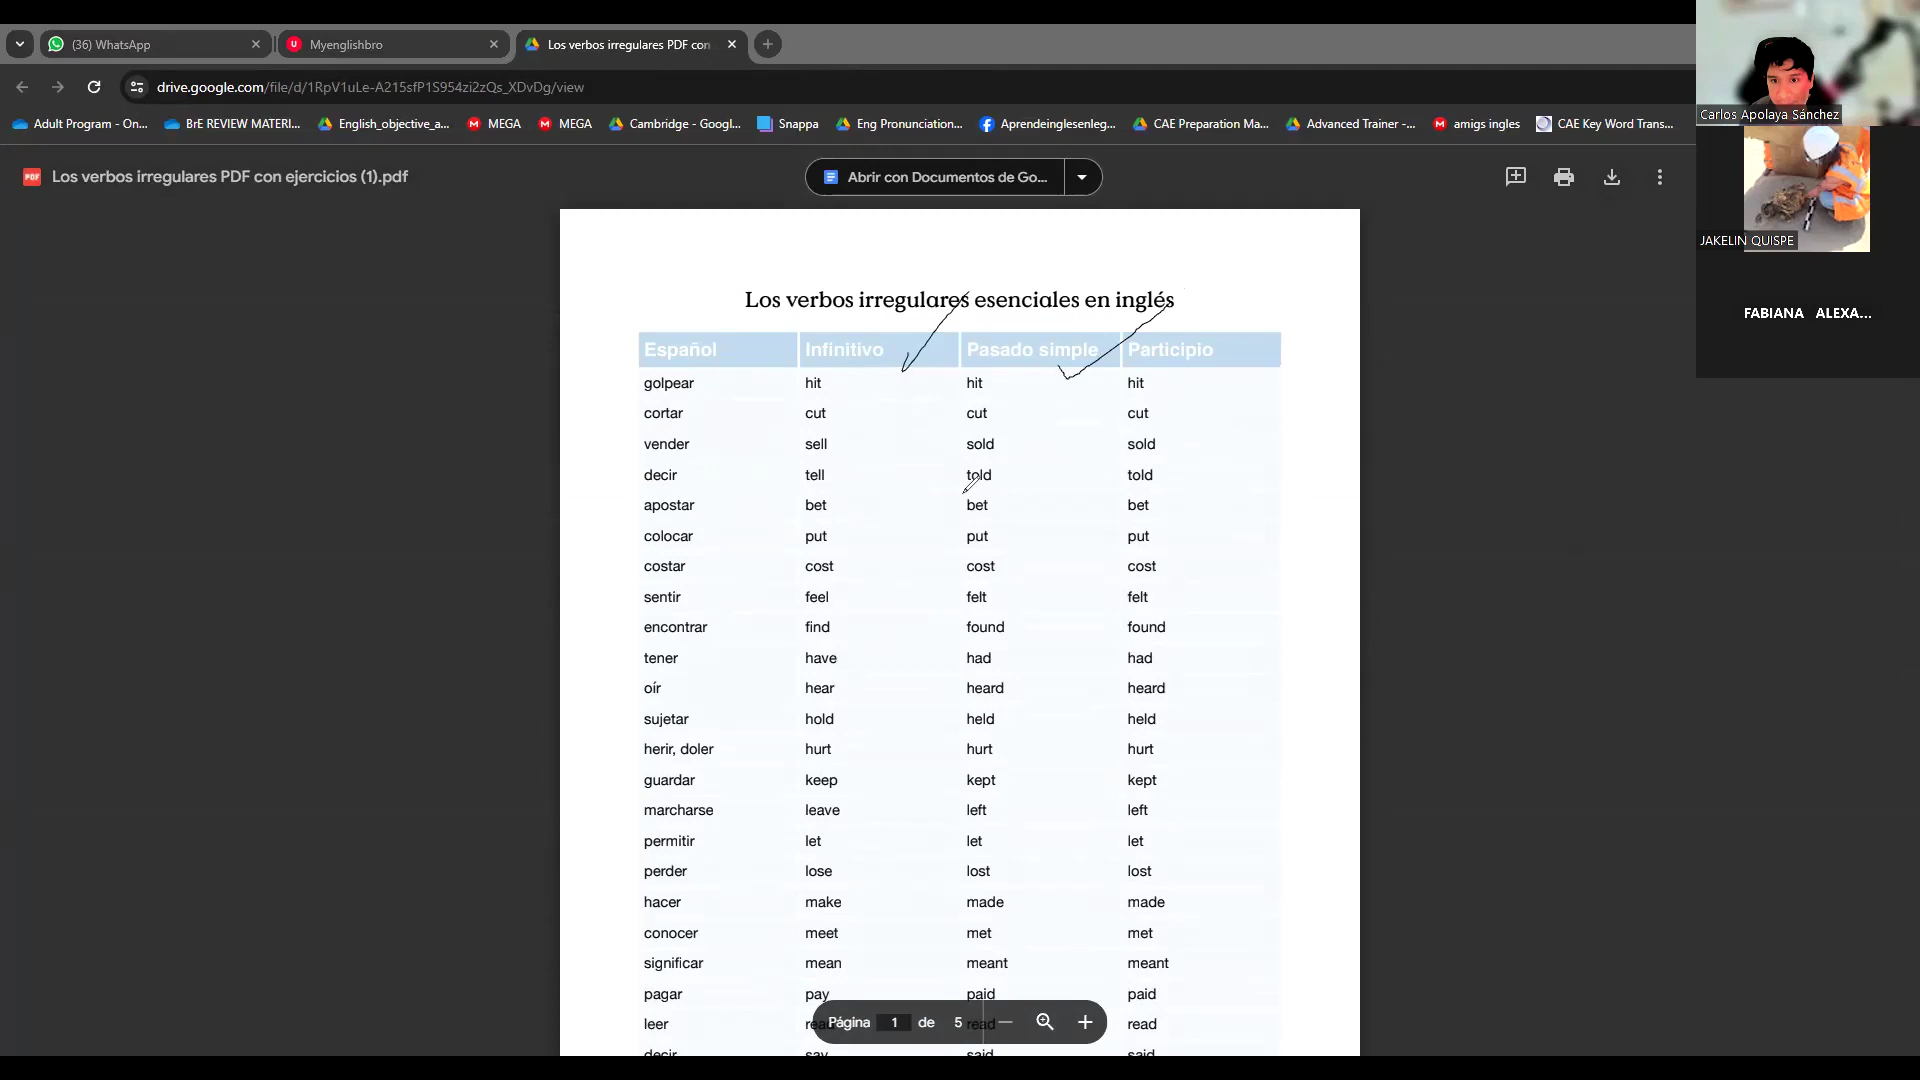 (36) WhatsApp
Myenglishbro
Los verbos irregulares PDF con
drive.google.com/file/d/1RpV1uLe-A215sfP1S954zi2zQs_XDvDg/view
Adult Program - On...
BrE REVIEW MATERI...
English_objective_a...
MEGA
MEGA
Cambridge - Googl...
Snappa
Eng Pronunciation...
Aprendeinglesenleg...
CAE Preparation Ma...
Advanced Trainer -...
amigs ingles
CAE Key Word Trans...
Carlos Apolaya Sánchez
JAKELIN QUISPE
FABIANA ALEXA...
PDF Los verbos irregulares PDF con ejercicios (1).pdf
Abrir con Documentos de Go...
Los verbos irregulares esenciales en inglés
Español Infinitivo Pasado simple Participio
golpear hit hit hit
cortar cut cut cut
vender sell sold sold
decir tell told told
apostar bet bet bet
colocar put put put
costar cost cost cost
sentir feel felt felt
encontrar find found found
tener have had had
oír hear heard heard
sujetar hold held held
herir, doler hurt hurt hurt
guardar keep kept kept
marcharse leave left left
permitir let let let
perder lose lost lost
hacer make made made
conocer meet met met
significar mean meant meant
pagar pay paid paid
leer read read read
decir say said said
Página 1 de 5